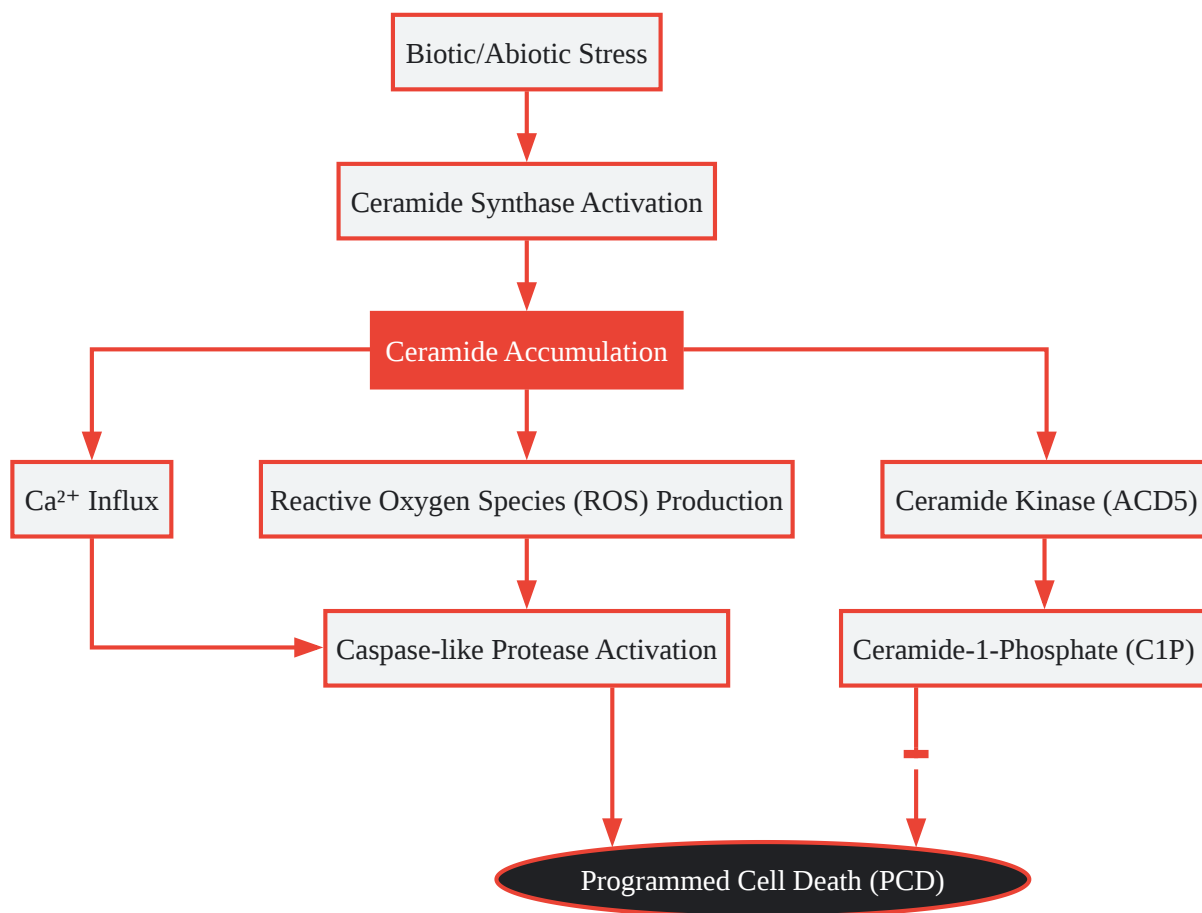 Biotic/Abiotic Stress
Ceramide Synthase Activation
Ceramide Accumulation
Ca²⁺ Influx
Reactive Oxygen Species (ROS) Production
Ceramide Kinase (ACD5)
Caspase-like Protease Activation
Ceramide-1-Phosphate (C1P)
Programmed Cell Death (PCD)